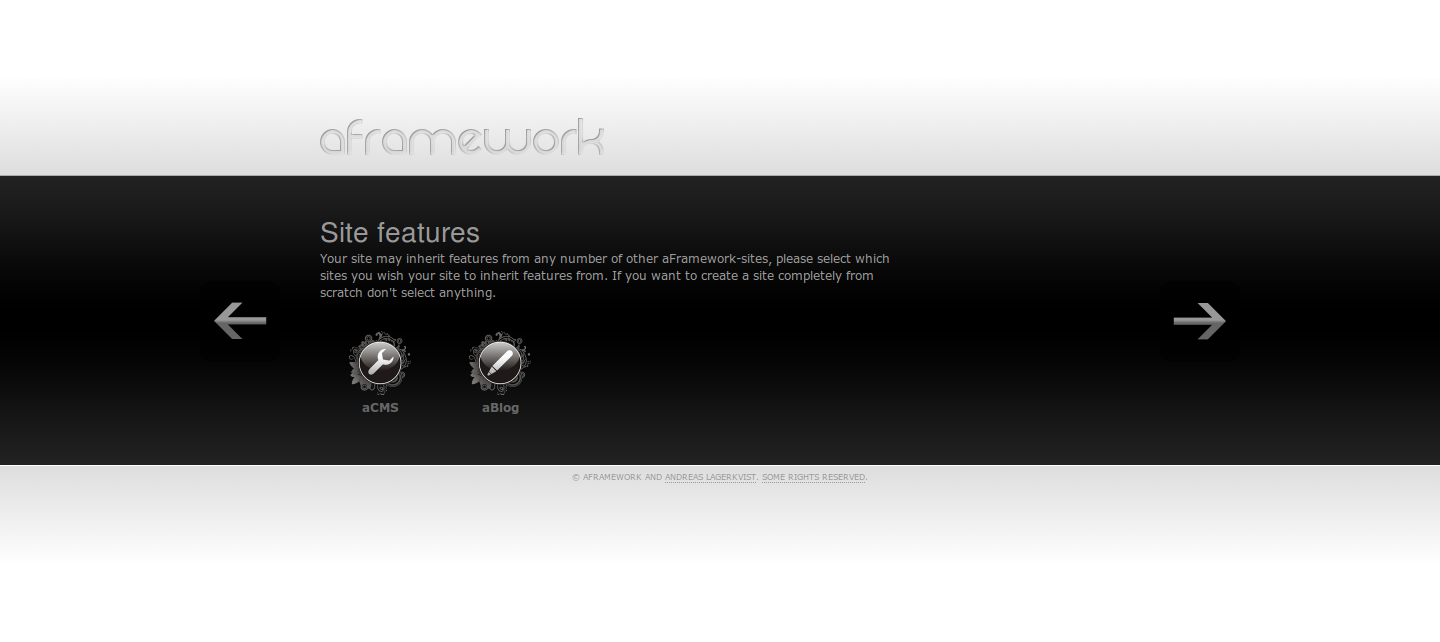 aframework
Site features
Your site may inherit features from any number of other aFramework-sites, please select which
sites you wish your site to inherit features from. If you want to create a site completely from
scratch don't select anything.
aCMS aBlog
© AFRAMEWORK AND ANDREAS LAGERKVIST. SOME RIGHTS RESERVED.